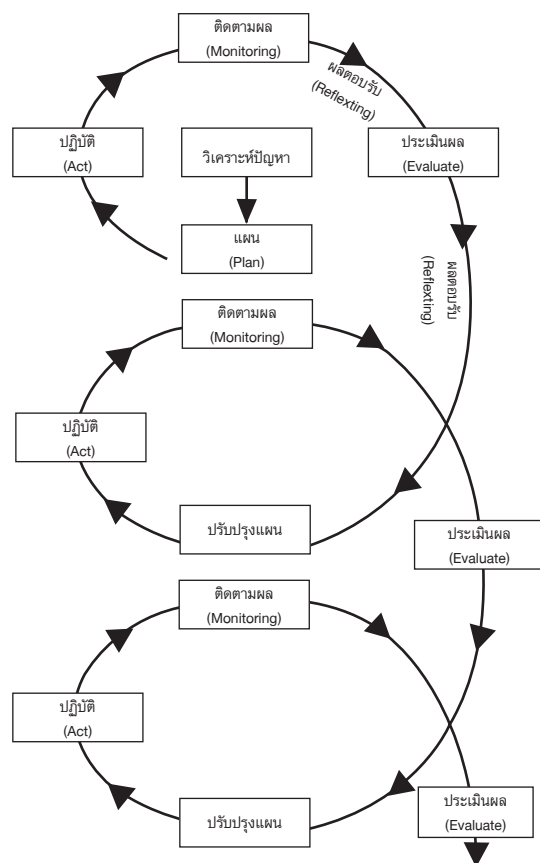 ติดตามผล
(Monitoring)
ผลตอบรับ
(Reflexting)
ปฏิบัติ
(Act)
วิเคราะห์ปัญหา
ประเมินผล
(Evaluate)
แผน
(Plan)
ผลตอบรับ
(Reflexting)
ติดตามผล
(Monitoring)
ปฏิบัติ
(Act)
ปรับปรุงแผน
ประเมินผล
(Evaluate)
ติดตามผล
(Monitoring)
ปฏิบัติ
(Act)
ปรับปรุงแผน
ประเมินผล
(Evaluate)